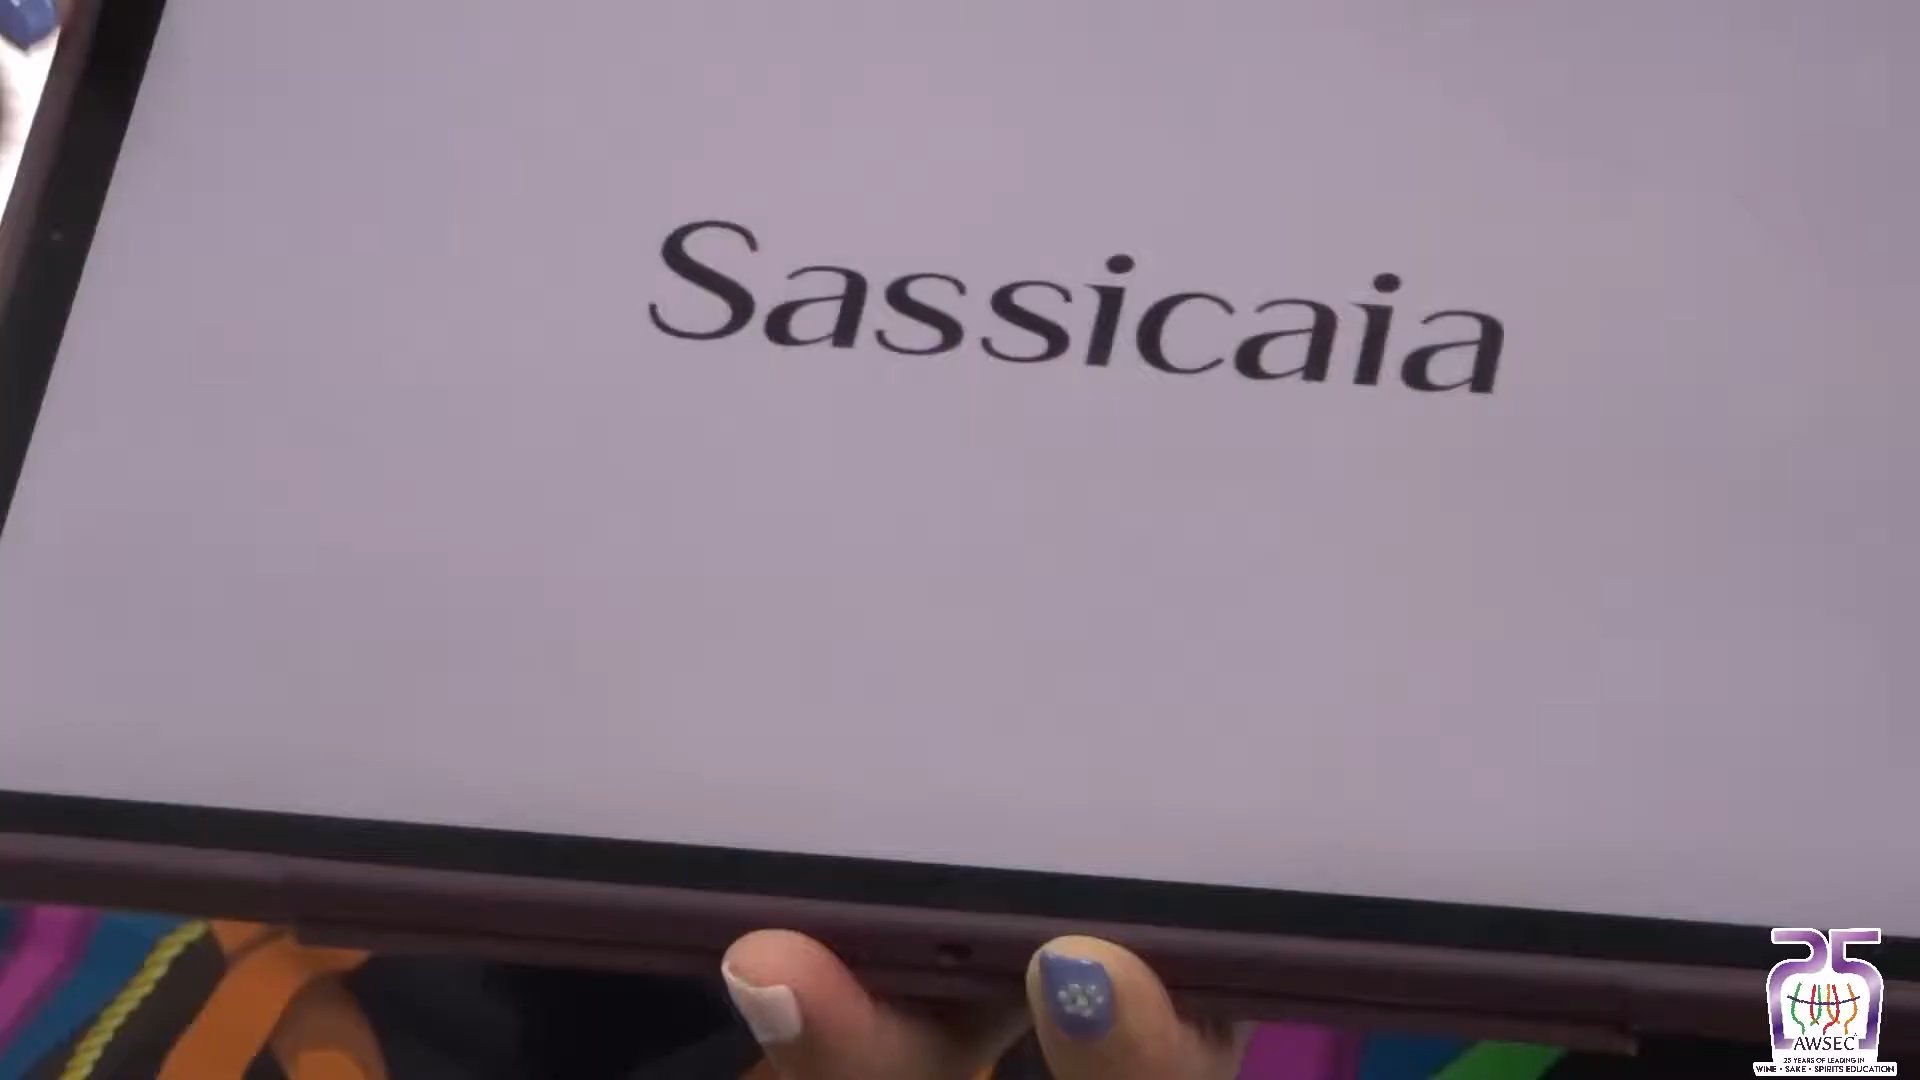 Sassicaia
25
AWSEC
25 YEARS OF LEADING IN
WINE • SAKE • SPIRITS EDUCATION